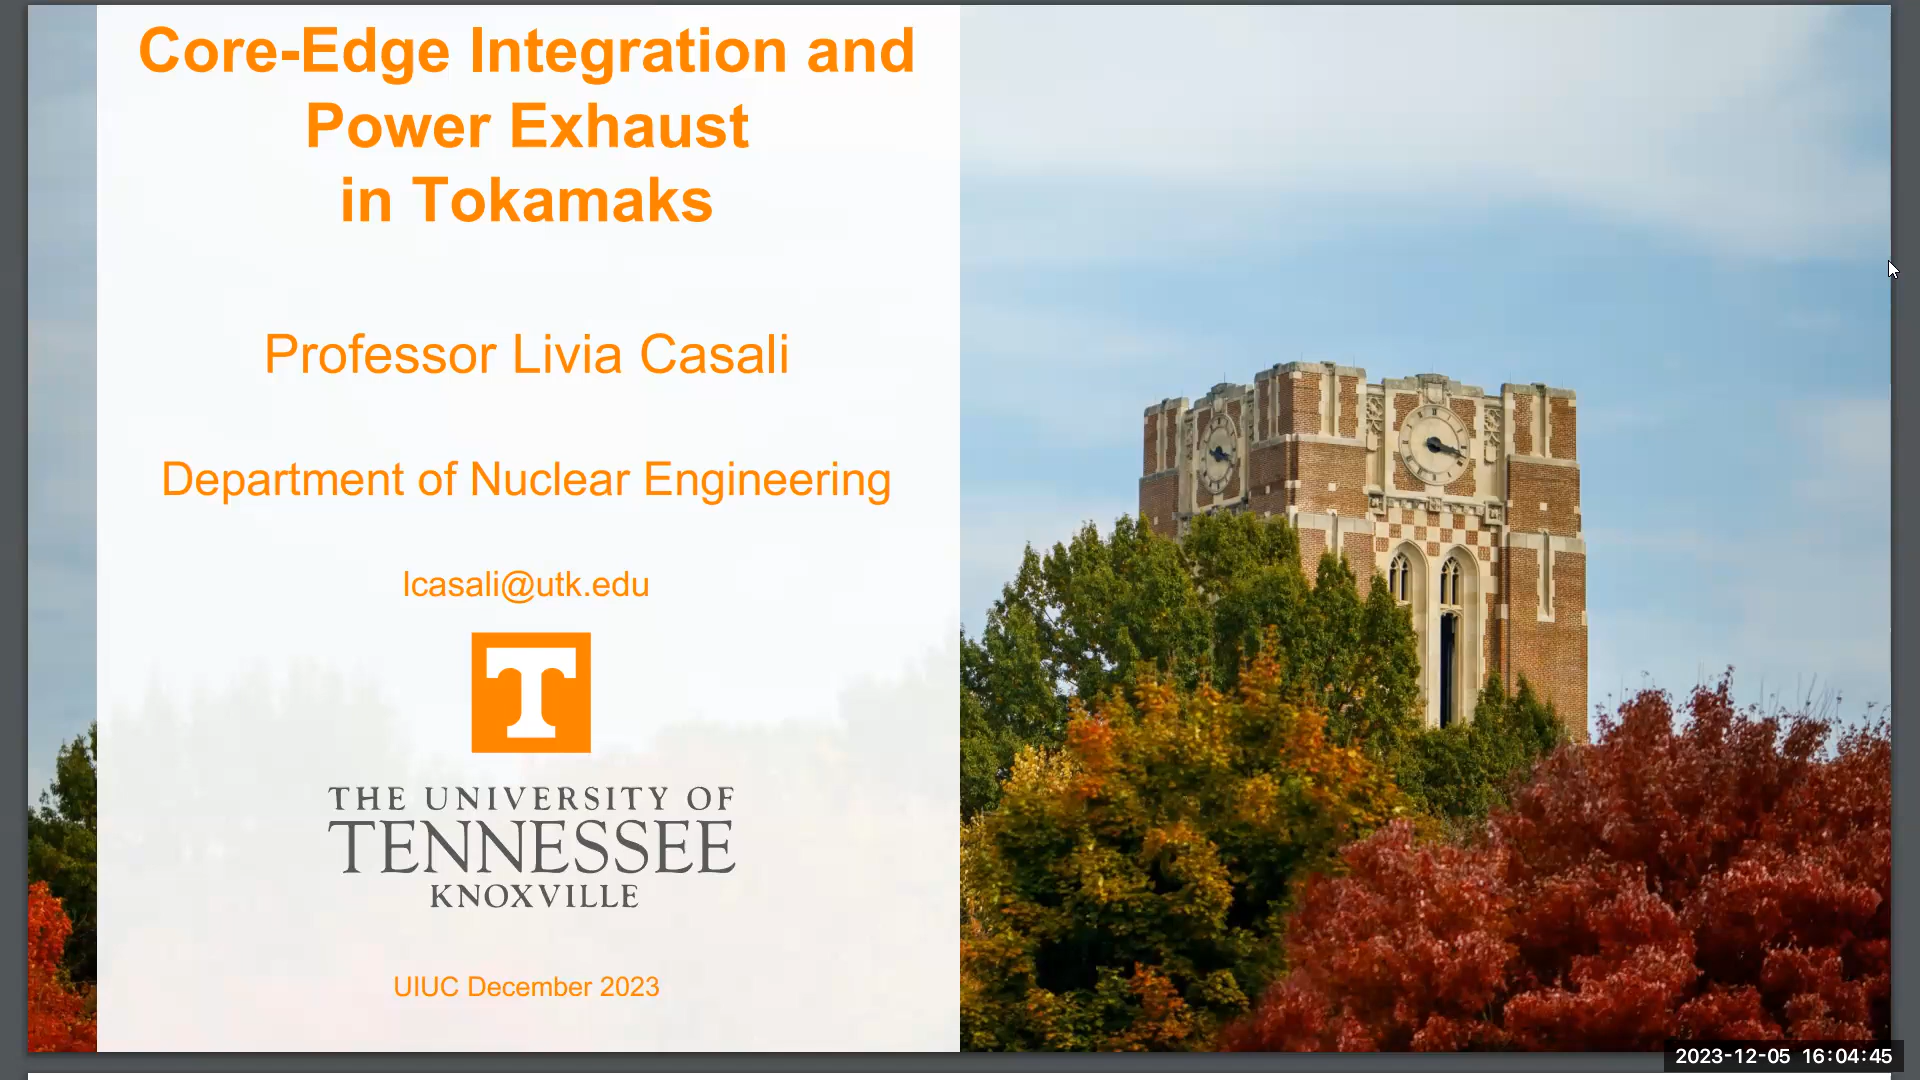 Core-Edge Integration and
Power Exhaust
in Tokamaks
Professor Livia Casali
Department of Nuclear Engineering
lcasali@utk.edu
T
THE UNIVERSITY OF
TENNESSEE
KNOXVILLE
UIUC December 2023
2023-12-05 16:04:45